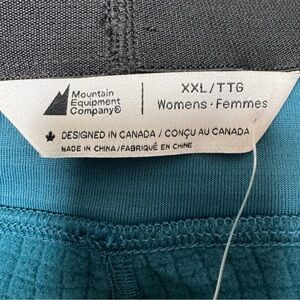 Mountain
Equipment
Company®
XXL/TTG
Womens・Femmes
DESIGNED IN CANADA / CONÇU AU CANADA
MADE IN CHINA/FABRIQUÉ EN CHINE